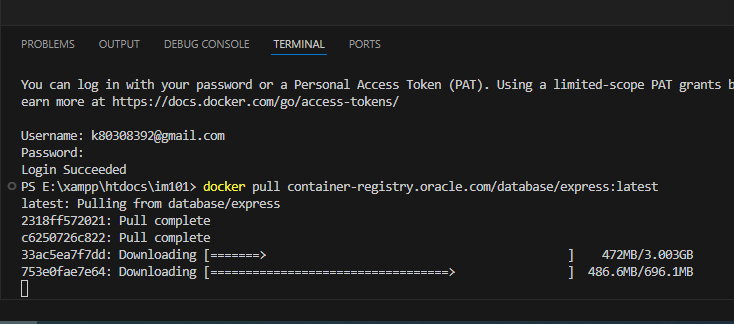 PROBLEMS OUTPUT DEBUG CONSOLE TERMINAL PORTS
You can log in with your password or a Personal Access Token (PAT). Using a limited-scope PAT grants b
earn more at https://docs.docker.com/go/access-tokens/
Username: k80308392@gmail.com
Password:
Login Succeeded
PS E:\xampp\htdocs\im101> docker pull container-registry.oracle.com/database/express:latest
latest: Pulling from database/express
2318ff572021: Pull complete
c6250726c822: Pull complete
33ac5ea7f7dd: Downloading [=======>                                           ]    472MB/3.003GB
753e0fae7e64: Downloading [==================================>                ]  486.6MB/696.1MB